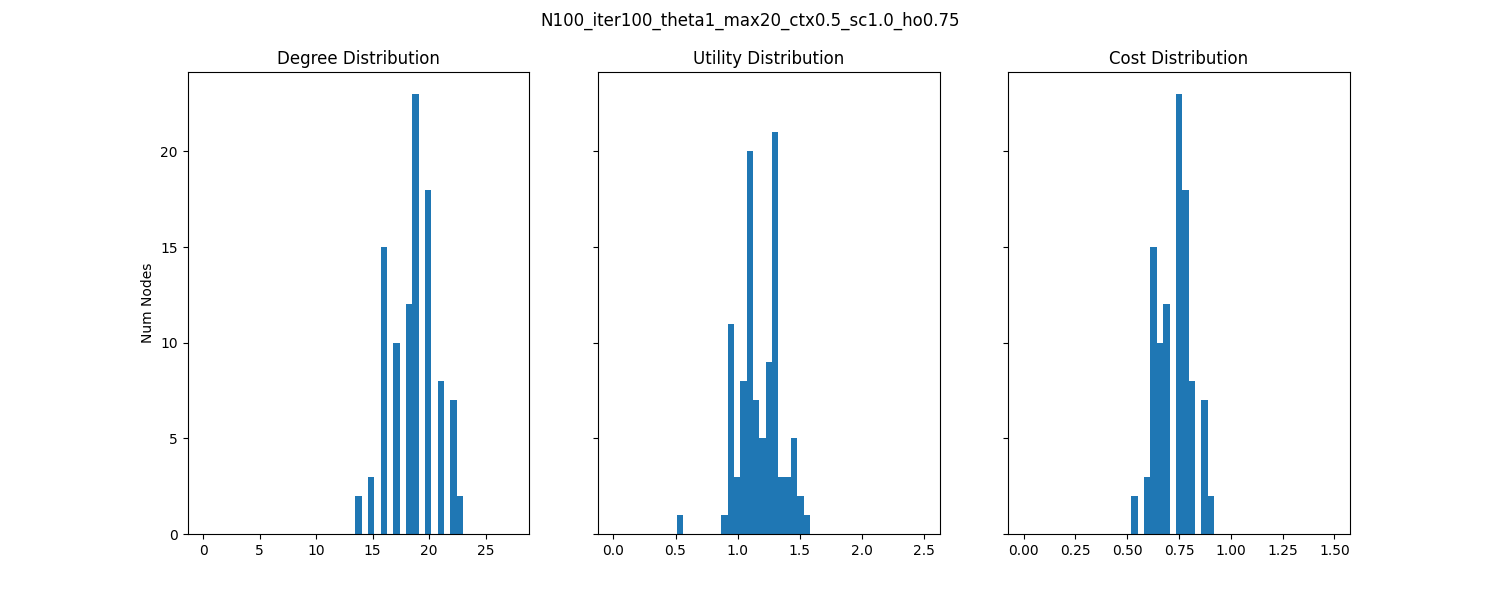 N100_iter100_theta1_max20_ctx0.5_sc1.0_ho0.75
Degree Distribution
Utility Distribution
Cost Distribution
Num Nodes
20
15
10
5
0
0 5 10 15 20 25
0.0 0.5 1.0 1.5 2.0 2.5
0.00 0.25 0.50 0.75 1.00 1.25 1.50